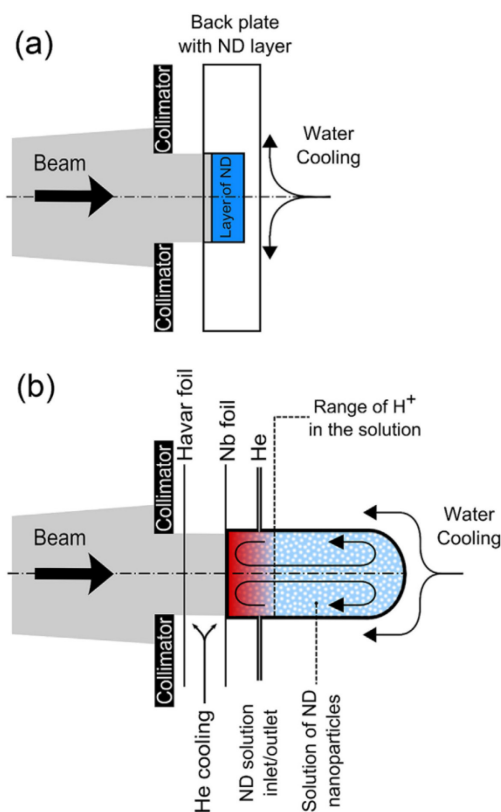 (a)
Back plate
with ND layer
Collimator
Beam
Layer of ND
Water
Cooling
Collimator
(b)
Havar foil
Nb foil
He
Range of H⁺
in the solution
Collimator
Beam
Water
Cooling
Collimator
He cooling
ND solution
inlet/outlet
Solution of ND
nanoparticles